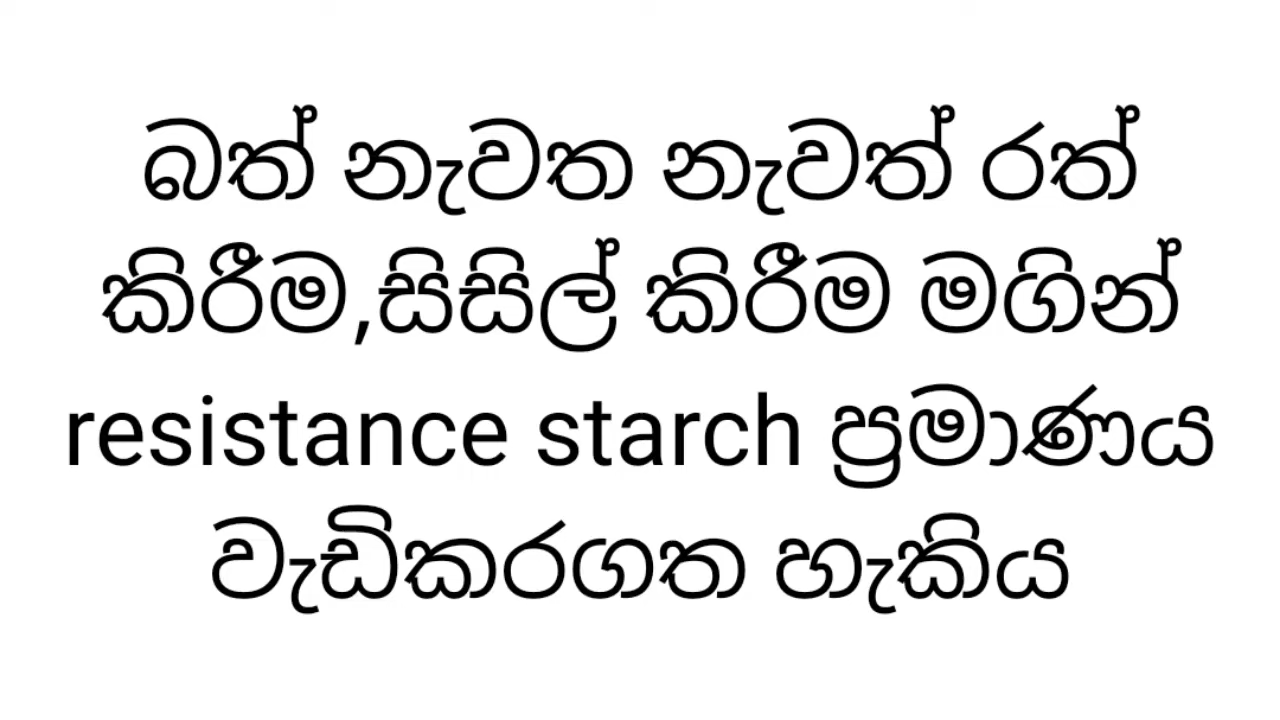 බත් නැවත නැවත් රත්
කිරීම,සිසිල් කිරීම මගින්
resistance starch ප්‍රමාණය
වැඩිකරගත හැකිය